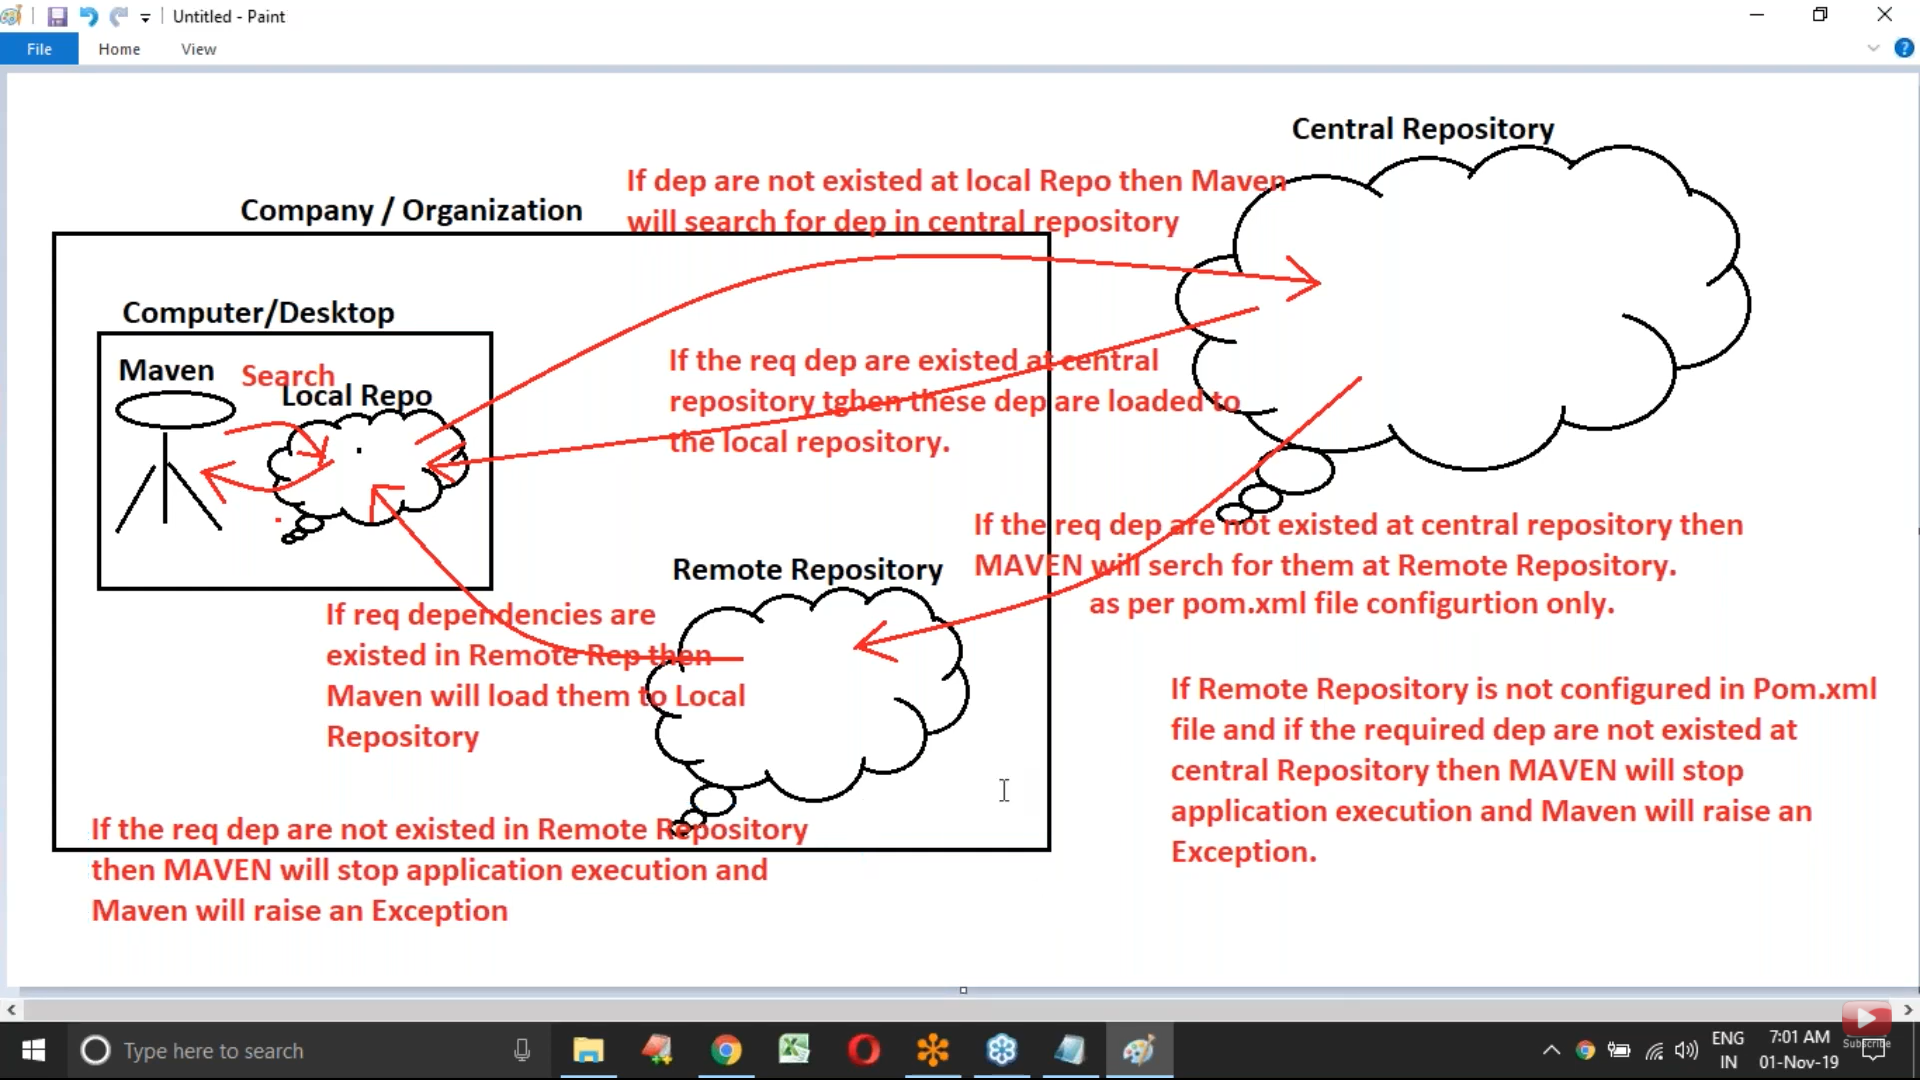 Untitled - Paint
File Home View
Central Repository
If dep are not existed at local Repo then Maven
will search for dep in central repository
Company / Organization
Computer/Desktop
Maven
Search
Local Repo
If the req dep are existed at central
repository tghen these dep are loaded to
the local repository.
If the req dep are not existed at central repository then
MAVEN will serch for them at Remote Repository.
as per pom.xml file configurtion only.
Remote Repository
If req dependencies are
existed in Remote Rep then
Maven will load them to Local
Repository
If Remote Repository is not configured in Pom.xml
file and if the required dep are not existed at
central Repository then MAVEN will stop
application execution and Maven will raise an
Exception.
If the req dep are not existed in Remote Repository
then MAVEN will stop application execution and
Maven will raise an Exception
Type here to search
ENG
IN
7:01 AM
01-Nov-19
Subscribe